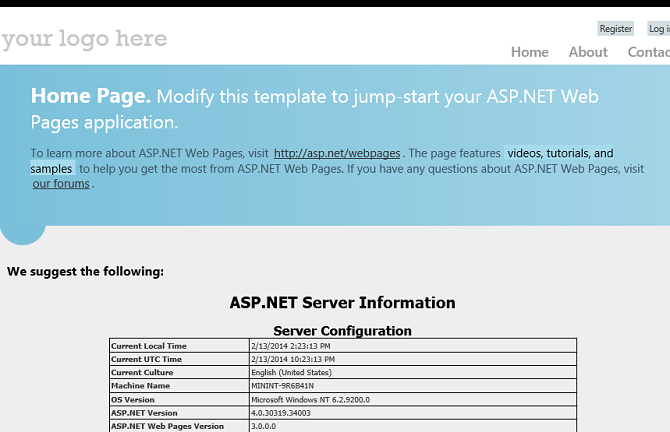 your logo here
Register Log i
Home About Contac
Home Page. Modify this template to jump-start your ASP.NET Web
Pages application.
To learn more about ASP.NET Web Pages, visit http://asp.net/webpages. The page features videos, tutorials, and
samples to help you get the most from ASP.NET Web Pages. If you have any questions about ASP.NET Web Pages, visit
our forums.
We suggest the following:
ASP.NET Server Information
Server Configuration
Current Local Time 2/13/2014 2:23:13 PM
Current UTC Time 2/13/2014 10:23:13 PM
Current Culture English (United States)
Machine Name MININT-9R6B41N
OS Version Microsoft Windows NT 6.2.9200.0
ASP.NET Version 4.0.30319.34003
ASP.NET Web Pages Version 3.0.0.0